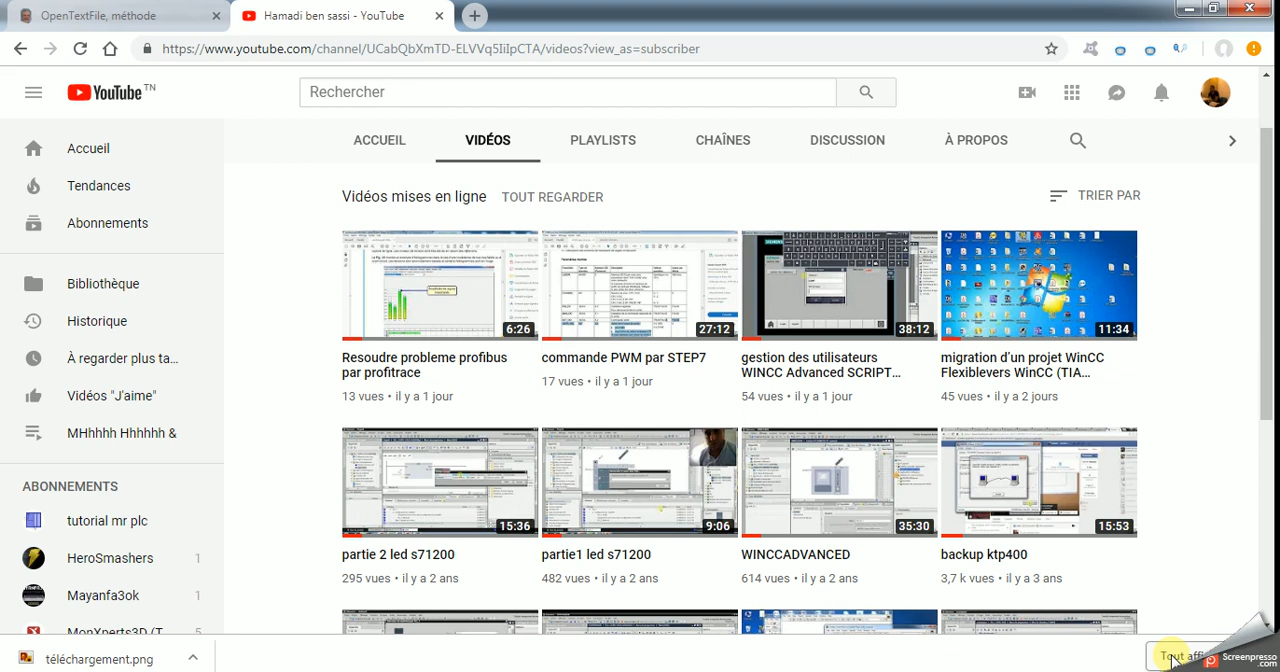 OpenTextFile, méthode
Hamadi ben sassi - YouTube
https://www.youtube.com/channel/UCabQbXmTD-ELVVq5IilpCTA/videos?view_as=subscriber
YouTube TN
Rechercher
ACCUEIL VIDÉOS PLAYLISTS CHAÎNES DISCUSSION À PROPOS
Accueil
Tendances
Abonnements
Bibliothèque
Historique
À regarder plus ta...
Vidéos "J'aime"
MHhhhh Hhhhhh &
ABONNEMENTS
tutorial mr plc
HeroSmashers 1
Mayanfa3ok 1
MonXperts3D (T... 5
Vidéos mises en ligne TOUT REGARDER
TRIER PAR
6:26
27:12
38:12
11:34
Resoudre probleme profibus
par profitrace
13 vues • il y a 1 jour
commande PWM par STEP7
17 vues • il y a 1 jour
gestion des utilisateurs
WINCC Advanced SCRIPT...
54 vues • il y a 1 jour
migration d'un projet WinCC
Flexiblevers WinCC (TIA...
45 vues • il y a 2 jours
15:36
9:06
35:30
15:53
partie 2 led s71200
295 vues • il y a 2 ans
partie1 led s71200
482 vues • il y a 2 ans
WINCCADVANCED
614 vues • il y a 2 ans
backup ktp400
3,7 k vues • il y a 3 ans
téléchargement.png
Tout affi
Screenpresso
.com